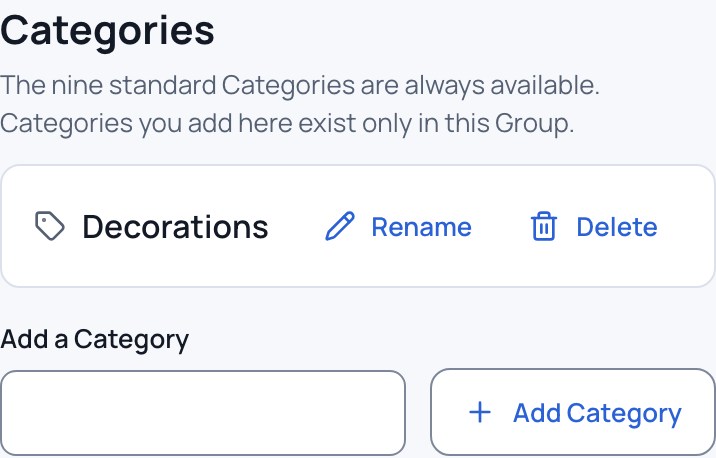 Categories
The nine standard Categories are always available.
Categories you add here exist only in this Group.
Decorations Rename Delete
Add a Category
Add Category